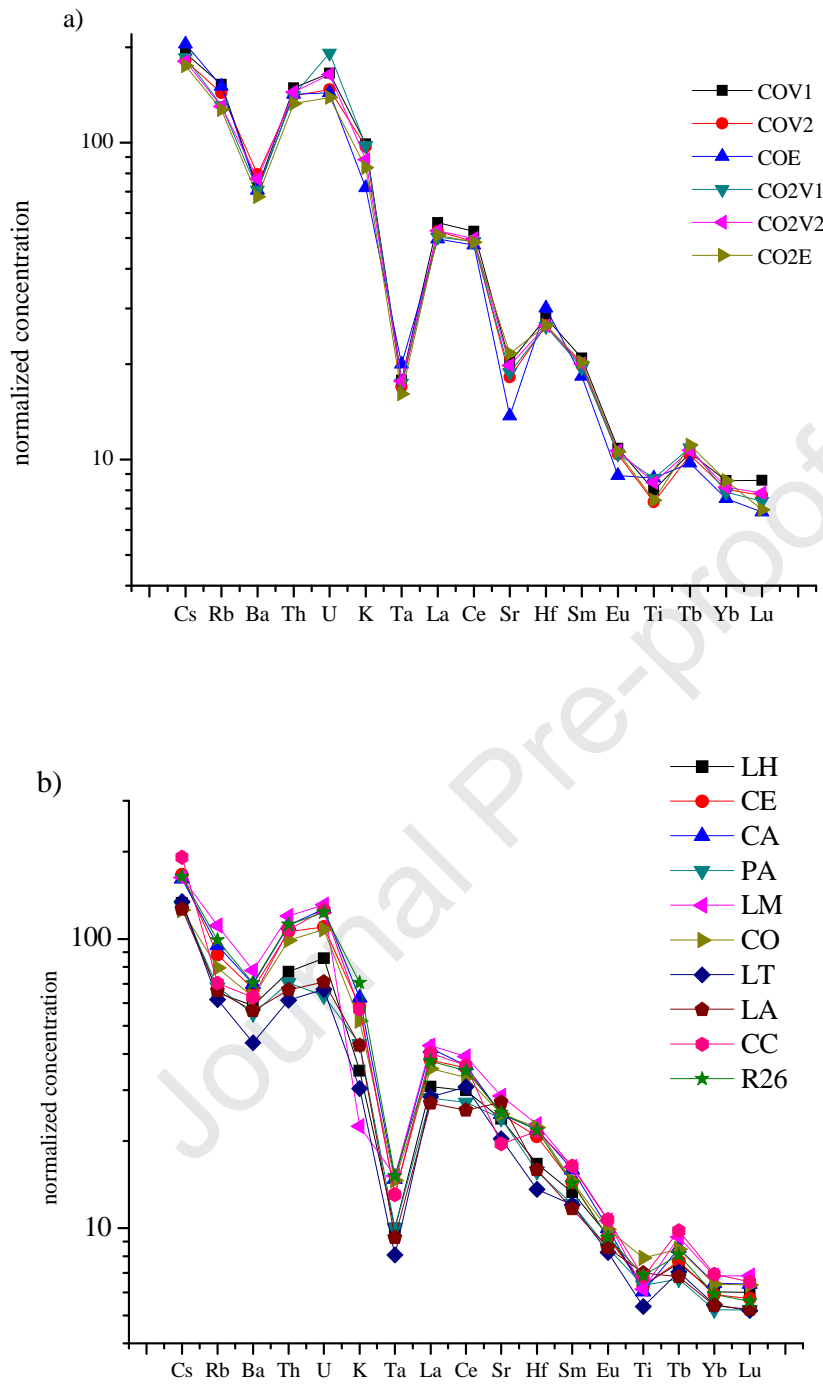 a)
COV1
COV2
COE
CO2V1
CO2V2
CO2E
100
10
normalized concentration
Cs Rb Ba Th U K Ta La Ce Sr Hf Sm Eu Ti Tb Yb Lu
Journal Pre-proof
b)
LH
CE
CA
PA
LM
CO
LT
LA
CC
R26
100
10
normalized concentration
Cs Rb Ba Th U K Ta La Ce Sr Hf Sm Eu Ti Tb Yb Lu